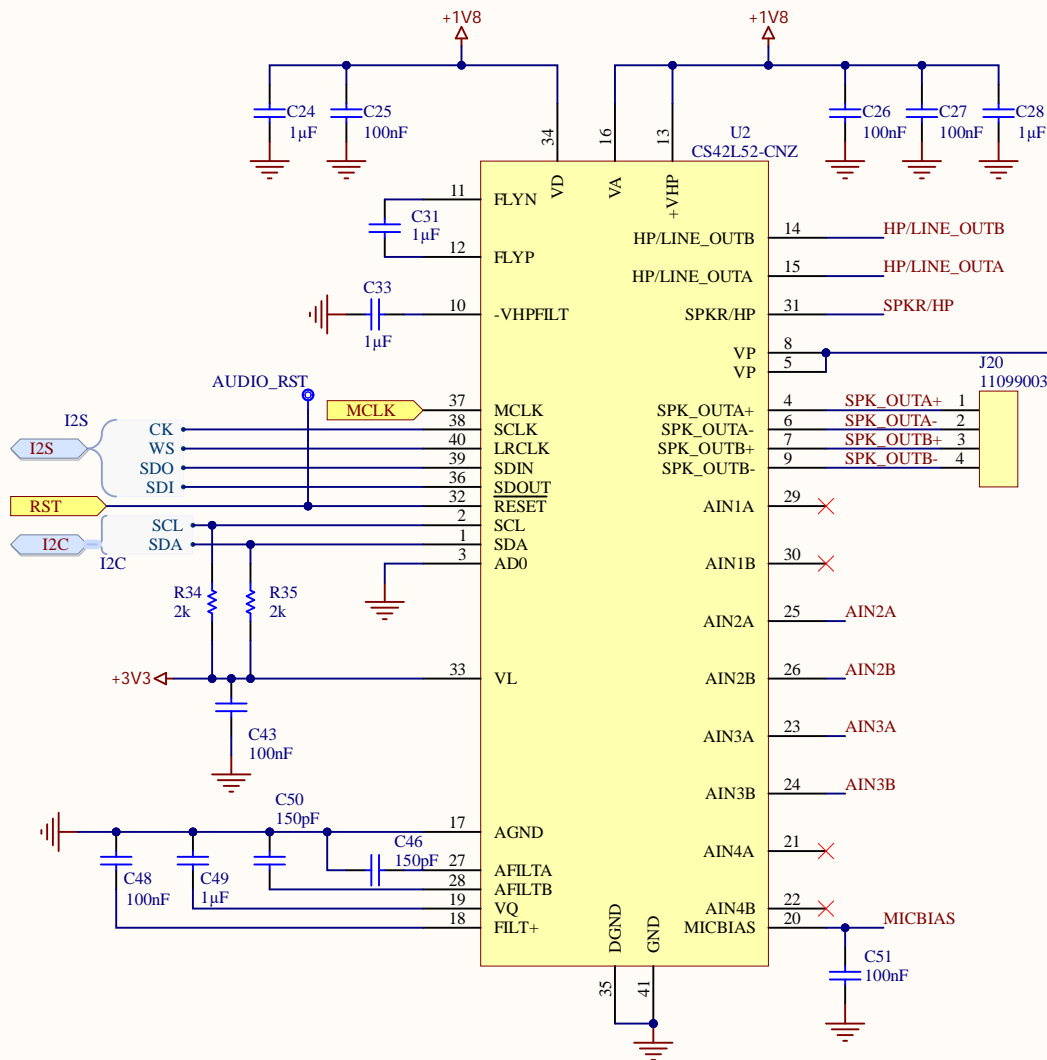 +1V8
+1V8
C24
1µF
C25
100nF
C26
100nF
C27
100nF
C28
1µF
34
16
13
U2
CS42L52-CNZ
VD
VA
+VHP
11
FLYN
C31
1µF
12
FLYP
C33
1µF
10
-VHPFILT
HP/LINE_OUTB
14
HP/LINE_OUTB
HP/LINE_OUTA
15
HP/LINE_OUTA
SPKR/HP
31
SPKR/HP
VP
8
VP
5
J20
11099003
AUDIO_RST
MCLK
37
MCLK
I2S
I2S
CK
38
SCLK
WS
40
LRCLK
SDO
39
SDIN
SDI
36
SDOUT
RST
32
RESET
I2C
I2C
SCL
2
SCL
SDA
1
SDA
3
AD0
SPK_OUTA+
4
SPK_OUTA+
1
SPK_OUTA-
6
SPK_OUTA-
2
SPK_OUTB+
7
SPK_OUTB+
3
SPK_OUTB-
9
SPK_OUTB-
4
AIN1A
29
AIN1B
30
R34
2k
R35
2k
AIN2A
25
AIN2A
+3V3
33
VL
AIN2B
26
AIN2B
C43
100nF
AIN3A
23
AIN3A
AIN3B
24
AIN3B
C50
150pF
17
AGND
C46
150pF
27
AFILTA
28
AFILTB
19
VQ
18
FILT+
C48
100nF
C49
1µF
AIN4A
21
AIN4B
22
MICBIAS
20
MICBIAS
DGND
GND
35
41
C51
100nF